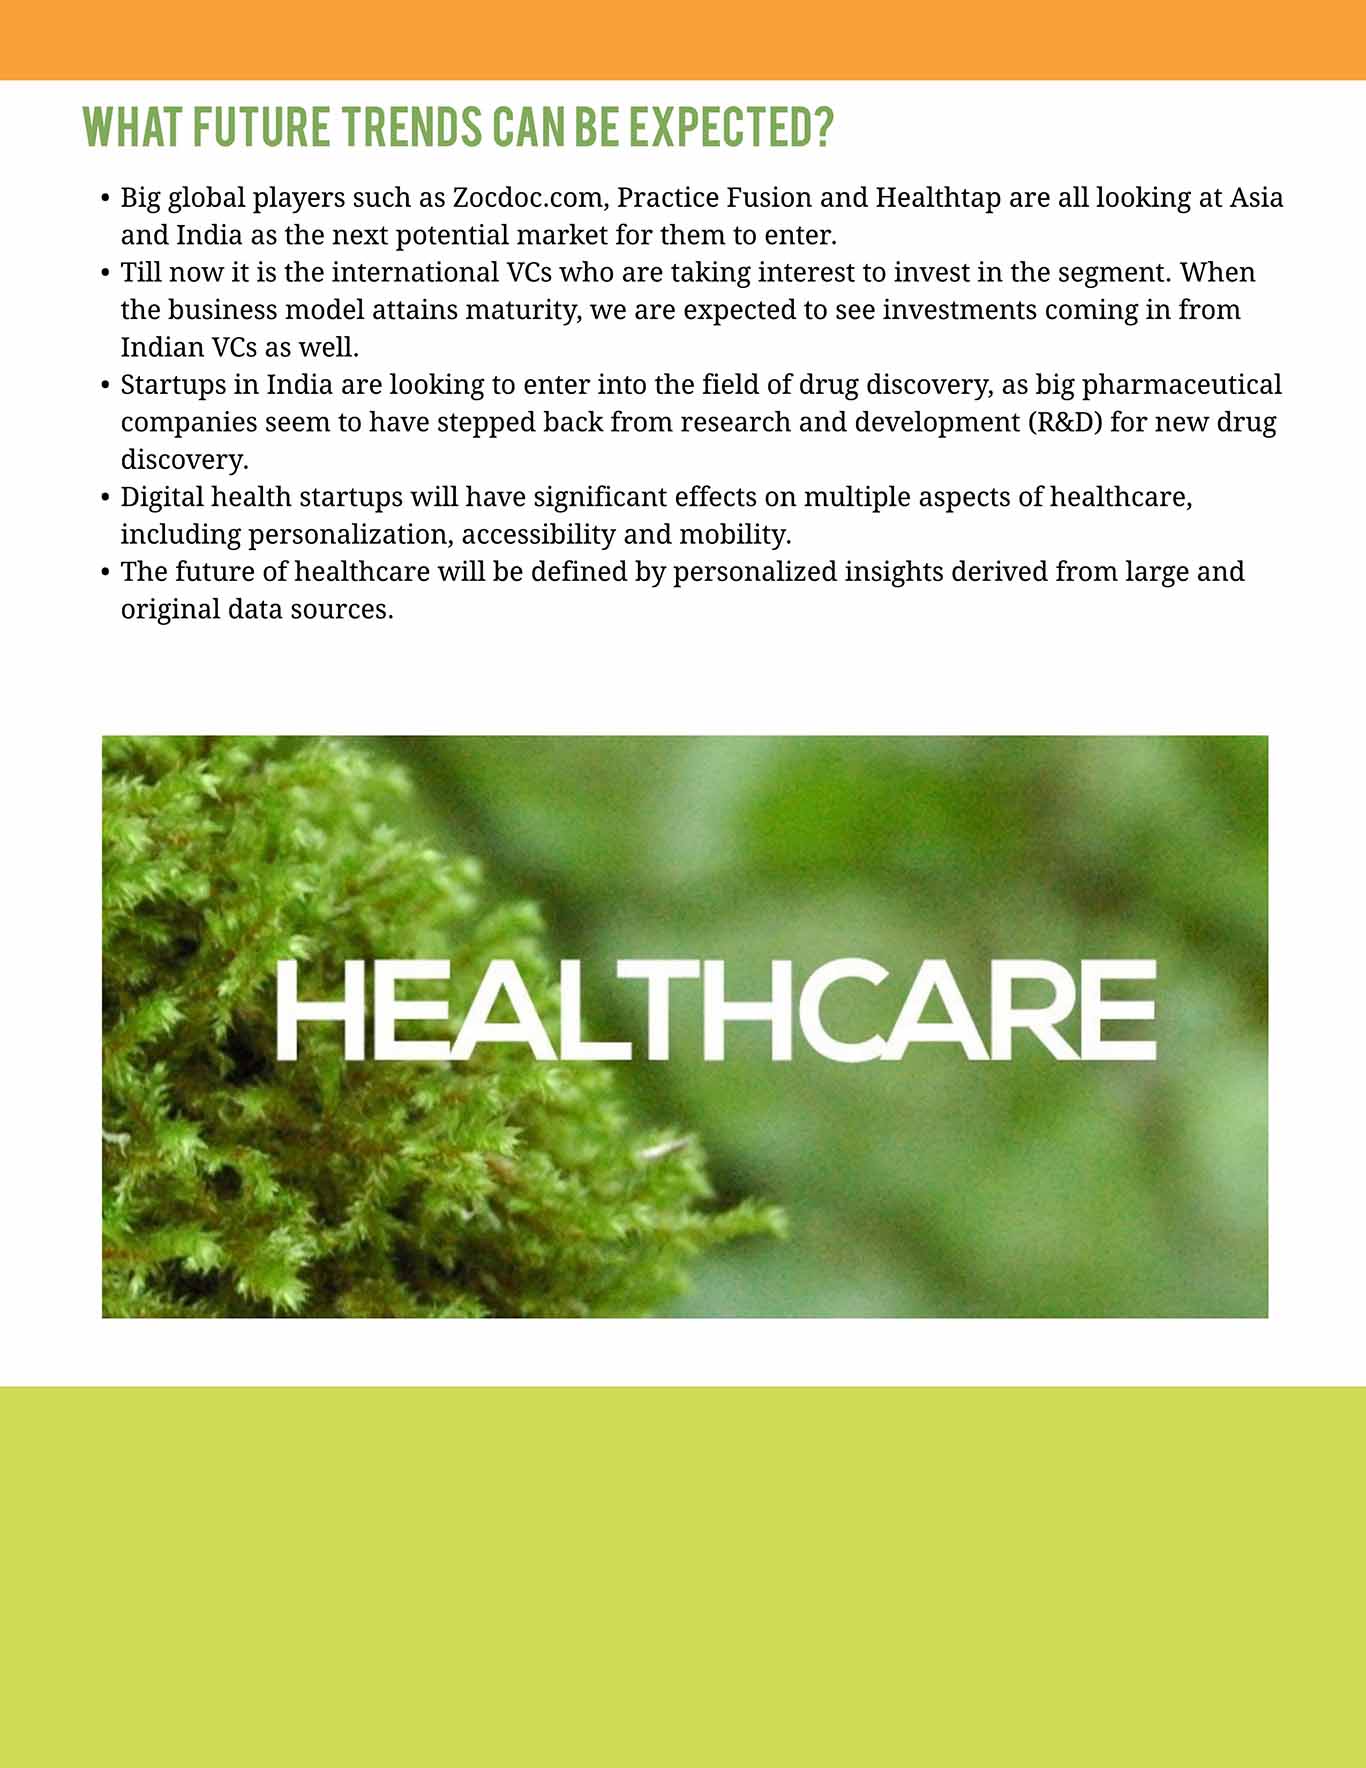 WHAT FUTURE TRENDS CAN BE EXPECTED?
• Big global players such as Zocdoc.com, Practice Fusion and Healthtap are all looking at Asia
and India as the next potential market for them to enter.
• Till now it is the international VCs who are taking interest to invest in the segment. When
the business model attains maturity, we are expected to see investments coming in from
Indian VCs as well.
• Startups in India are looking to enter into the field of drug discovery, as big pharmaceutical
companies seem to have stepped back from research and development (R&D) for new drug
discovery.
• Digital health startups will have significant effects on multiple aspects of healthcare,
including personalization, accessibility and mobility.
• The future of healthcare will be defined by personalized insights derived from large and
original data sources.
HEALTHCARE